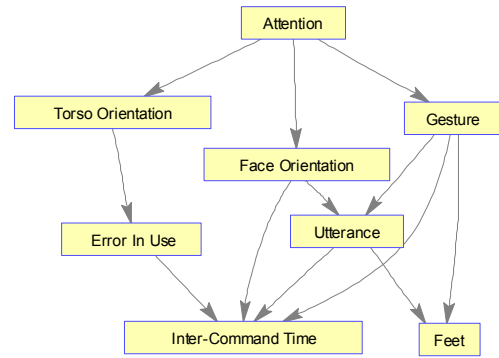 Attention
Torso Orientation
Gesture
Face Orientation
Error In Use
Utterance
Inter-Command Time
Feet